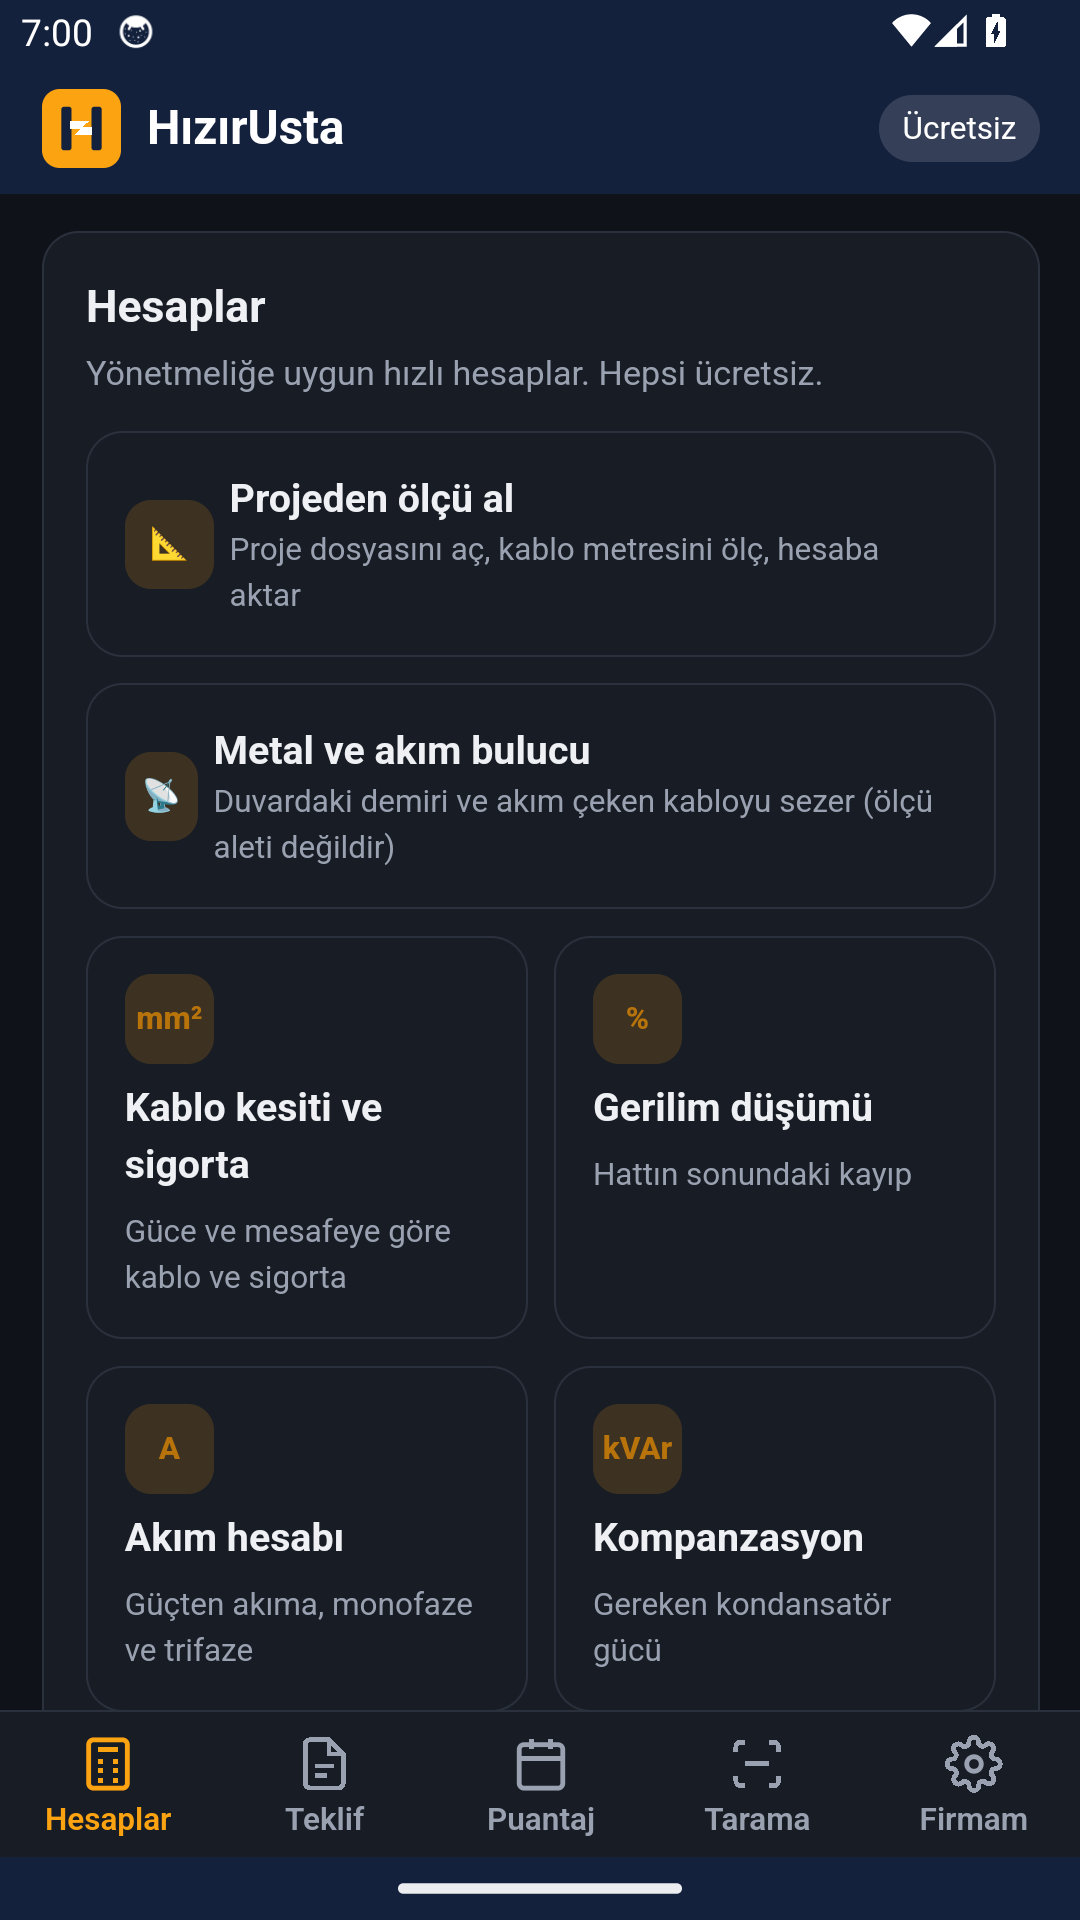 7:00
HızırUsta
Ücretsiz
Hesaplar
Yönetmeliğe uygun hızlı hesaplar. Hepsi ücretsiz.
Projeden ölçü al
Proje dosyasını aç, kablo metresini ölç, hesaba
aktar
Metal ve akım bulucu
Duvardaki demiri ve akım çeken kabloyu sezer (ölçü
aleti değildir)
mm²
Kablo kesiti ve
sigorta
Güce ve mesafeye göre
kablo ve sigorta
%
Gerilim düşümü
Hattın sonundaki kayıp
A
Akım hesabı
Güçten akıma, monofaze
ve trifaze
kVAr
Kompanzasyon
Gereken kondansatör
gücü
Hesaplar
Teklif
Puantaj
Tarama
Firmam